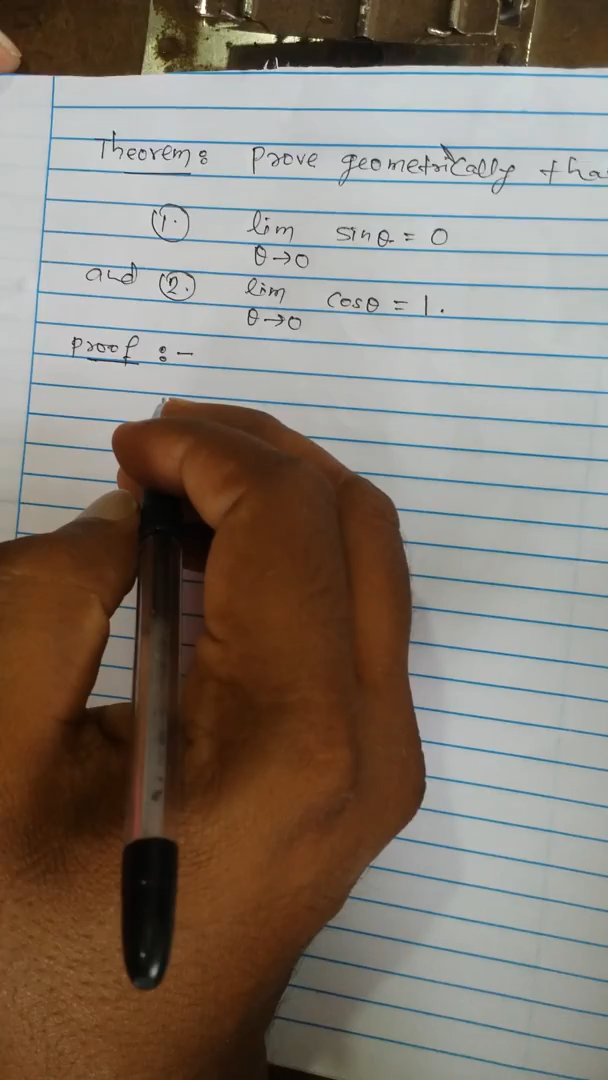 Theorem: Prove geometrically tha
①. lim sinθ = 0
θ→0
and ②. lim cosθ = 1.
θ→0
Proof :-